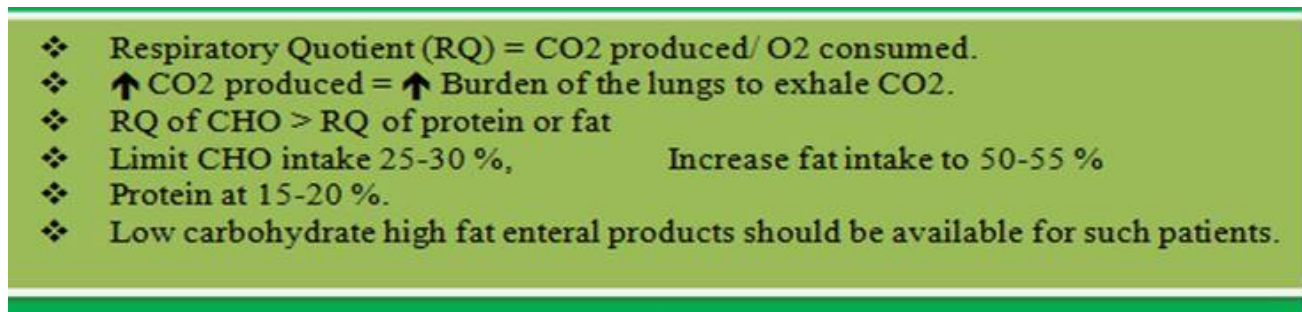 ❖ Respiratory Quotient (RQ) = CO2 produced/ O2 consumed.
❖ ↑ CO2 produced = ↑ Burden of the lungs to exhale CO2.
❖ RQ of CHO > RQ of protein or fat
❖ Limit CHO intake 25-30 %, Increase fat intake to 50-55 %
❖ Protein at 15-20 %.
❖ Low carbohydrate high fat enteral products should be available for such patients.